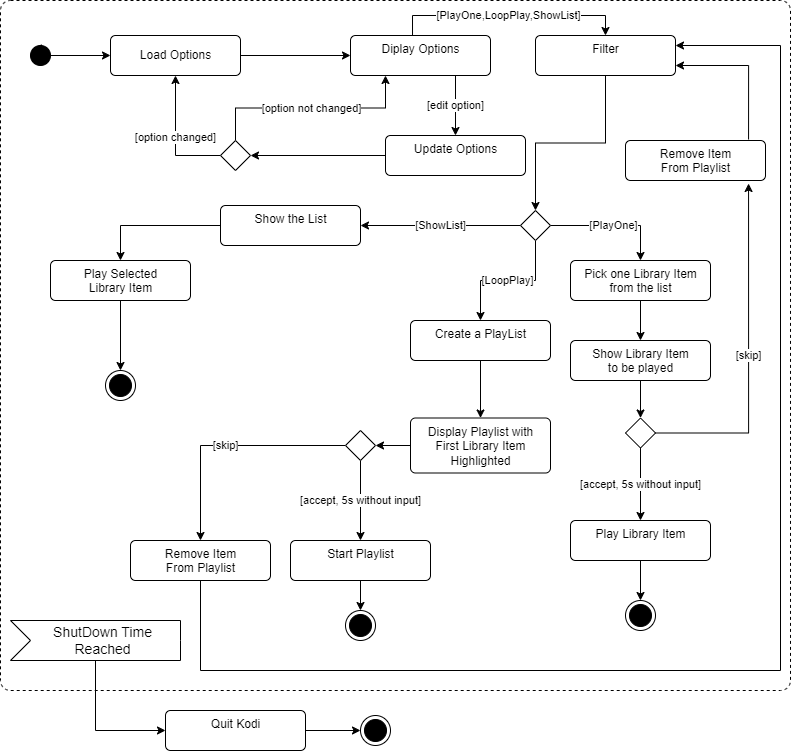 [PlayOne,LoopPlay,ShowList]
Load Options
Diplay Options
Filter
[option not changed]
[edit option]
[option changed]
Update Options
Remove Item
From Playlist
Show the List
[ShowList]
[PlayOne]
Play Selected
Library Item
[LoopPlay]
Pick one Library Item
from the list
Create a PlayList
Show Library Item
to be played
[skip]
Display Playlist with
First Library Item
Highlighted
[skip]
[accept, 5s without input]
[accept, 5s without input]
Remove Item
From Playlist
Start Playlist
Play Library Item
ShutDown Time
Reached
Quit Kodi